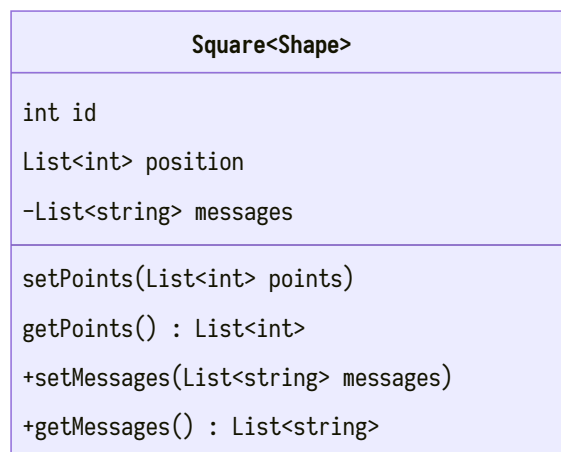 Square<Shape>
int id
List<int> position
-List<string> messages
setPoints(List<int> points)
getPoints() : List<int>
+setMessages(List<string> messages)
+getMessages() : List<string>